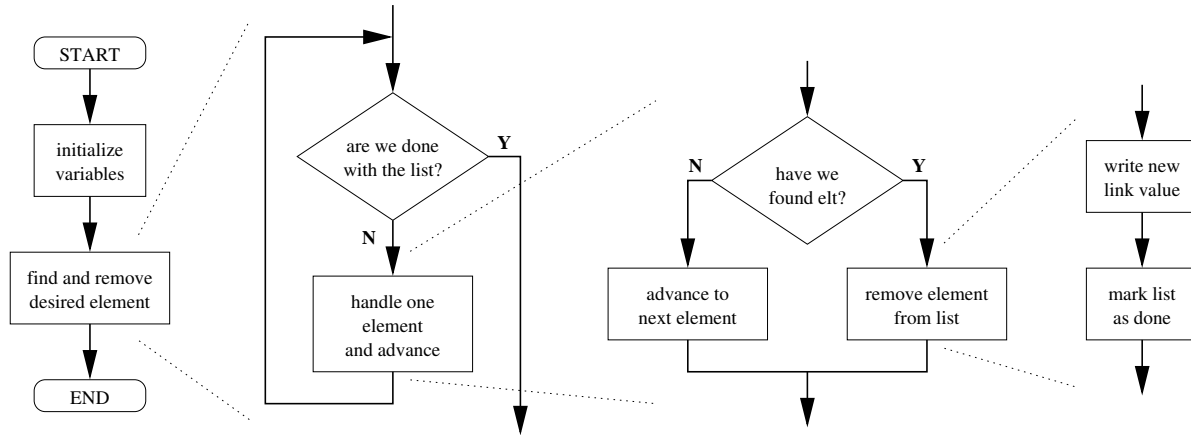 START
initialize
variables
find and remove
desired element
END
are we done
with the list?
Y
N
handle one
element
and advance
have we
found elt?
N
Y
advance to
next element
remove element
from list
write new
link value
mark list
as done